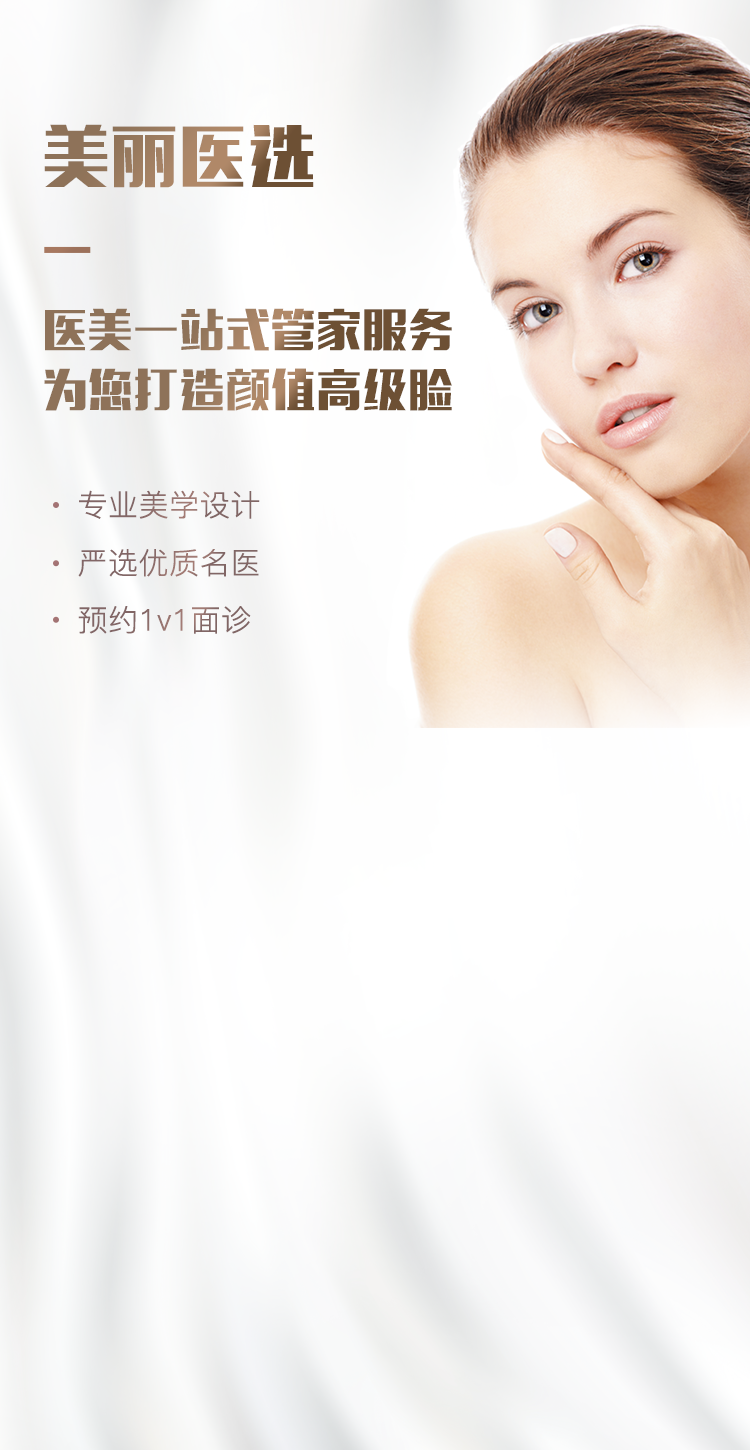 美丽医选
医美一站式管家服务
为您打造颜值高级脸
· 专业美学设计
· 严选优质名医
· 预约1v1面诊